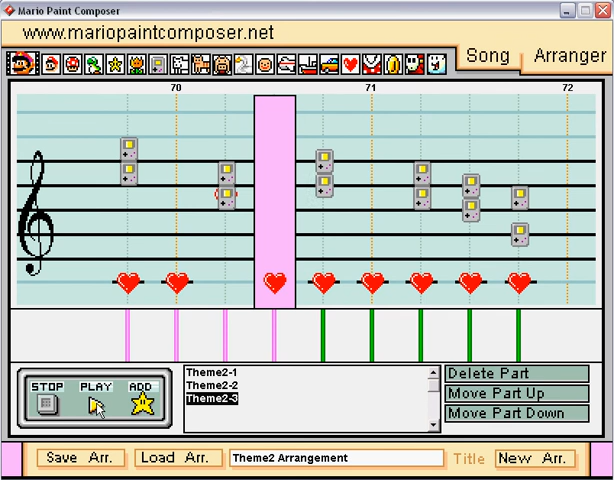 Mario Paint Composer
www.mariopaintcomposer.net
Song
Arranger
70
71
72
STOP
PLAY
ADD
Theme2-1
Theme2-2
Theme2-3
Delete Part
Move Part Up
Move Part Down
Save Arr.
Load Arr.
Theme2 Arrangement
Title
New Arr.